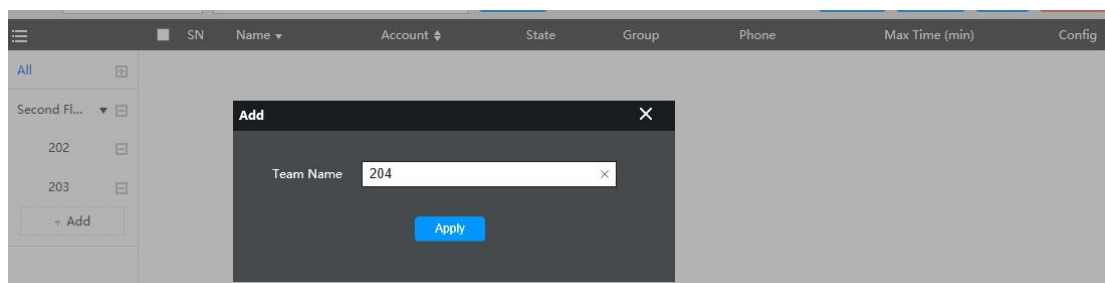 SN Name Account State Group Phone Max Time (min) Config
All
Second Fl...
202
203
+ Add
Add
Team Name 204
Apply